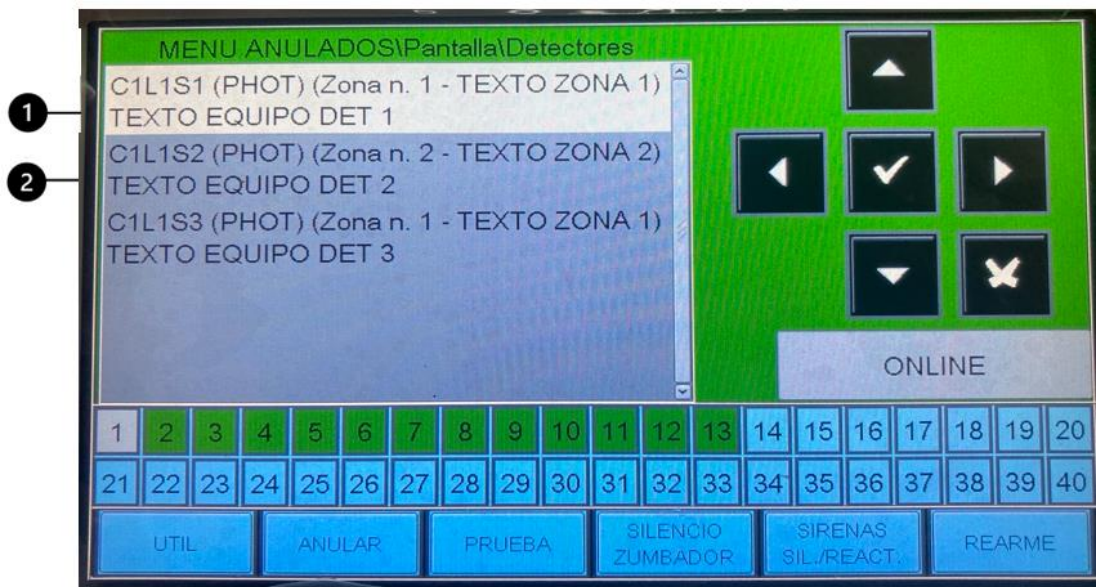 MENU ANULADOS\Pantalla\Detectores
C1L1S1 (PHOT) (Zona n. 1 - TEXTO ZONA 1)
1
TEXTO EQUIPO DET 1
C1L1S2 (PHOT) (Zona n. 2 - TEXTO ZONA 2)
2
TEXTO EQUIPO DET 2
C1L1S3 (PHOT) (Zona n. 1 - TEXTO ZONA 1)
TEXTO EQUIPO DET 3
ONLINE
1 2 3 4 5 6 7 8 9 10 11 12 13 14 15 16 17 18 19 20
21 22 23 24 25 26 27 28 29 30 31 32 33 34 35 36 37 38 39 40
UTIL
ANULAR
PRUEBA
SILENCIO
ZUMBADOR
SIRENAS
SIL./REACT.
REARME